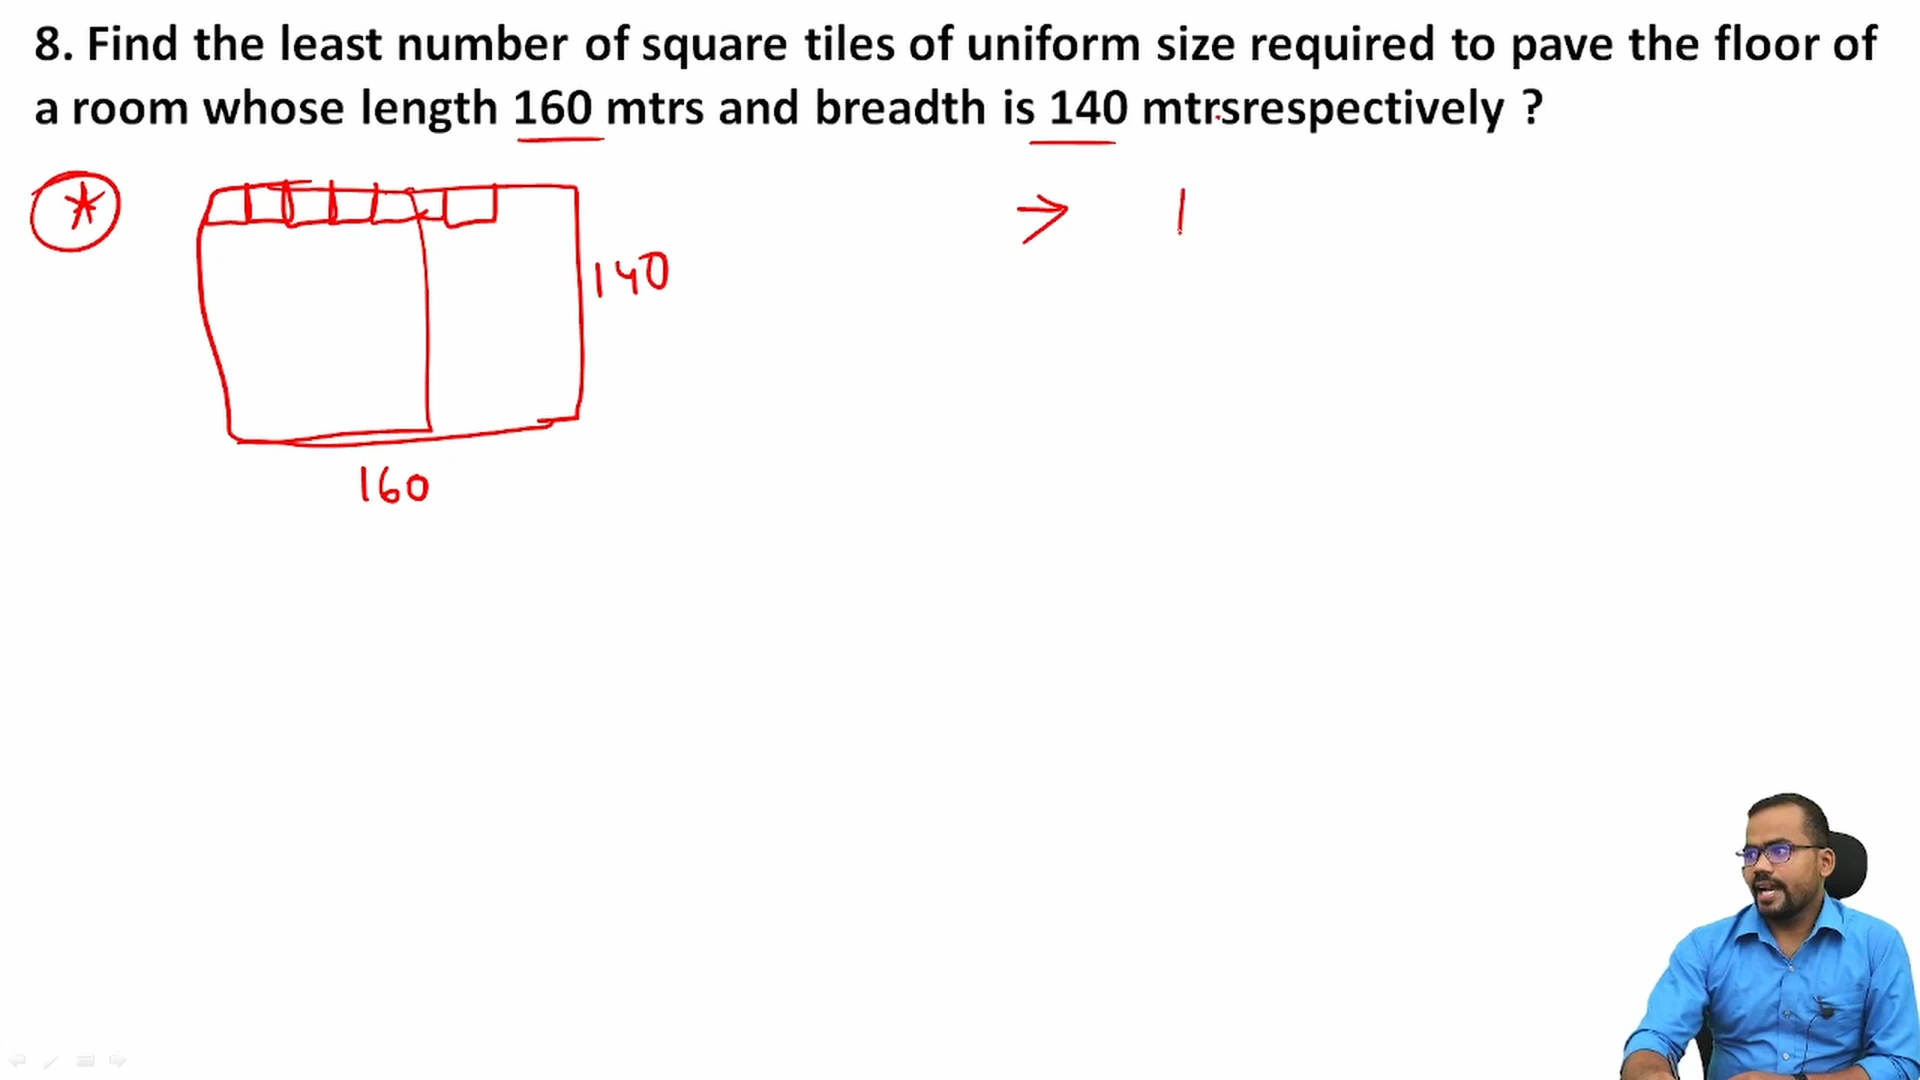 8. Find the least number of square tiles of uniform size required to pave the floor of
a room whose length 160 mtrs and breadth is 140 mtrsrespectively ?
*
→ 1
140
160